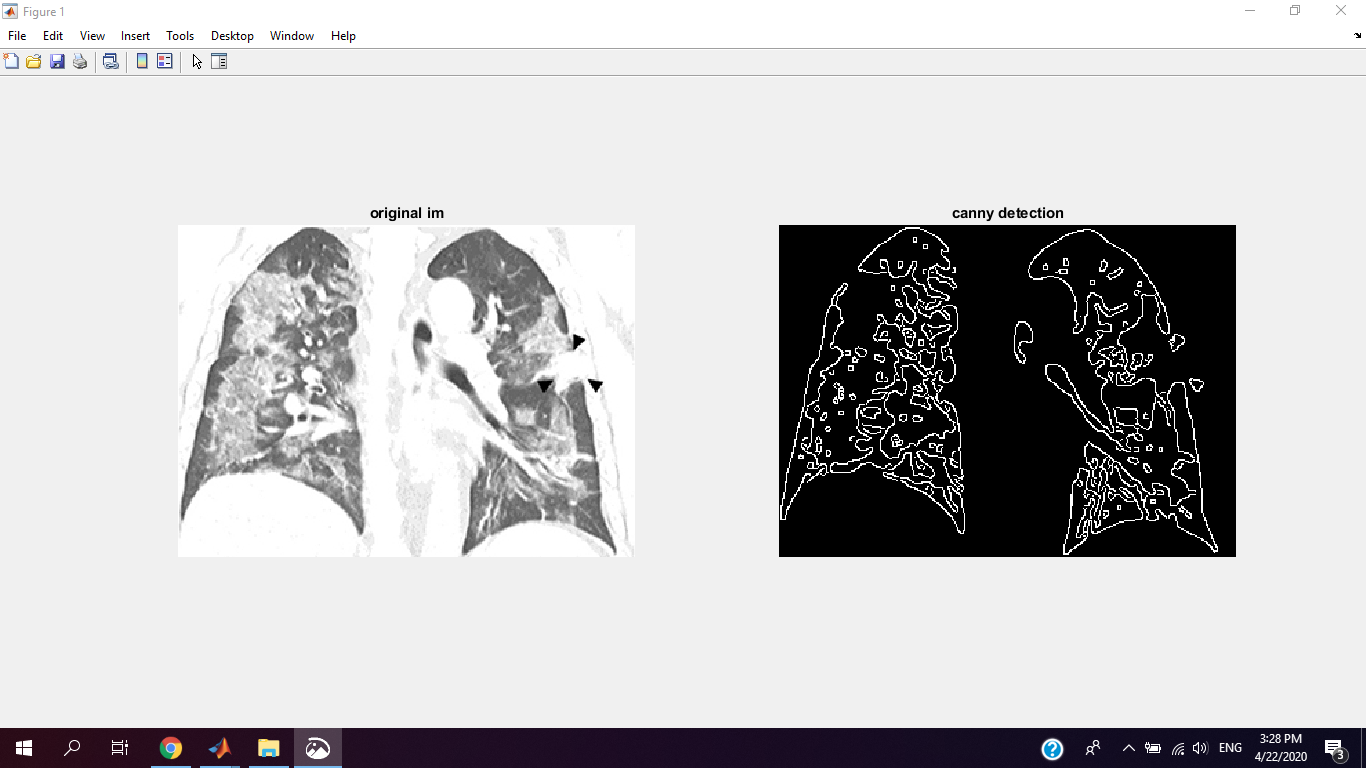 Figure 1
File Edit View Insert Tools Desktop Window Help
original im
canny detection
ENG
3:28 PM
4/22/2020
3